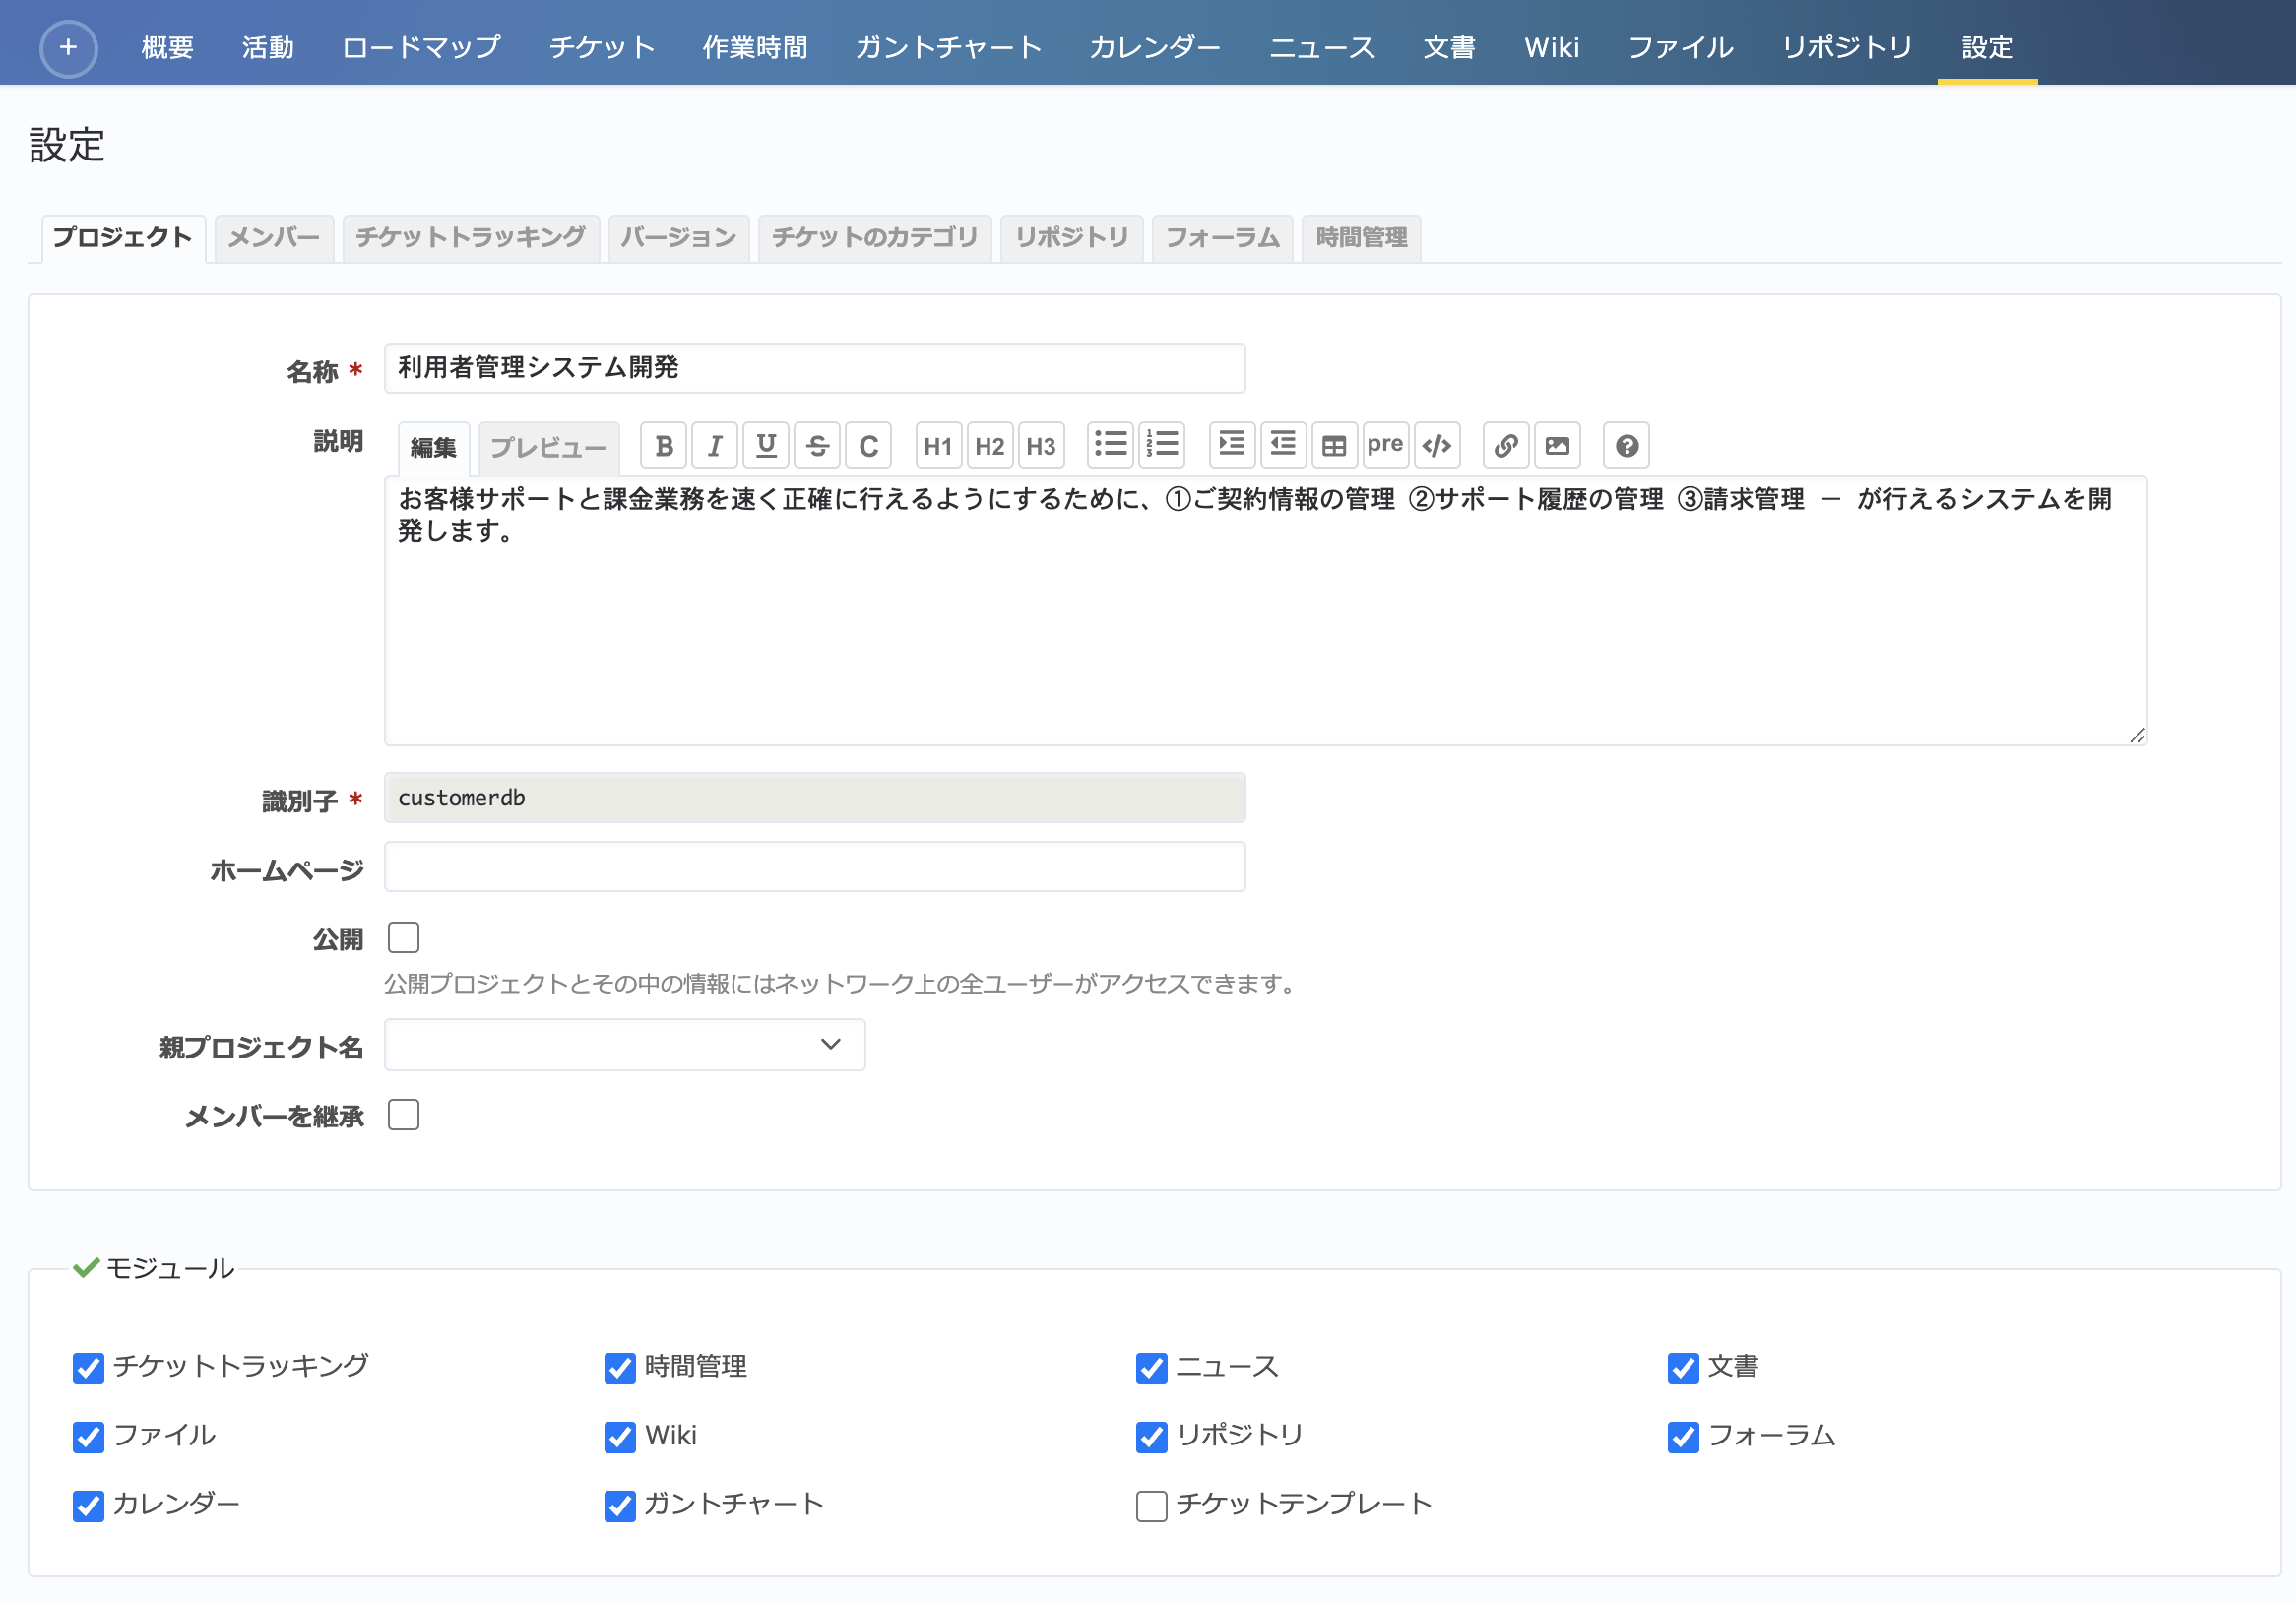 + 概要 活動 ロードマップ チケット 作業時間 ガントチャート カレンダー ニュース 文書 Wiki ファイル リポジトリ 設定
設定
プロジェクト メンバー チケットトラッキング バージョン チケットのカテゴリ リポジトリ フォーラム 時間管理
名称 * 利用者管理システム開発
説明 編集 プレビュー B I U S C H1 H2 H3 pre </> ?
お客様サポートと課金業務を速く正確に行えるようにするために、①ご契約情報の管理 ②サポート履歴の管理 ③請求管理 － が行えるシステムを開
発します。
識別子 * customerdb
ホームページ
公開
公開プロジェクトとその中の情報にはネットワーク上の全ユーザーがアクセスできます。
親プロジェクト名
メンバーを継承
モジュール
チケットトラッキング 時間管理 ニュース 文書
ファイル Wiki リポジトリ フォーラム
カレンダー ガントチャート チケットテンプレート